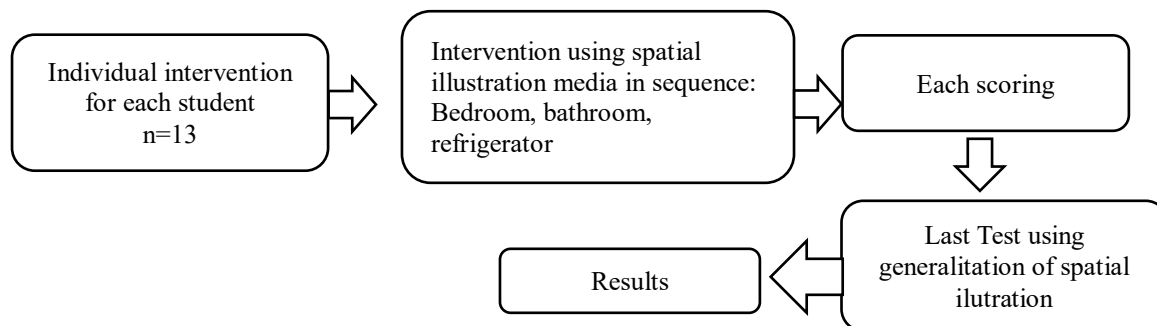 Individual intervention
for each student
n=13
Intervention using spatial
illustration media in sequence:
Bedroom, bathroom,
refrigerator
Each scoring
Last Test using
generalitation of spatial
ilutration
Results